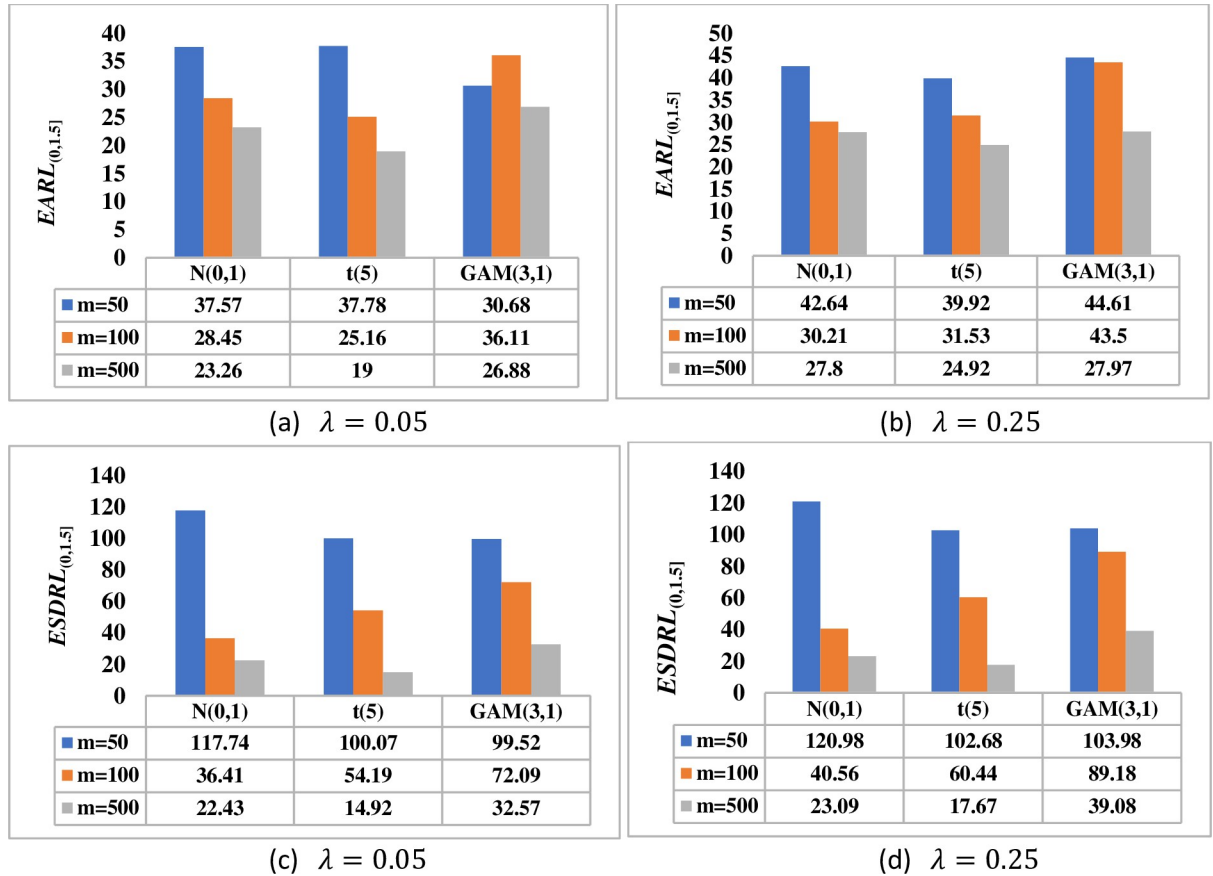 40
35
30
25
20
15
10
5
0
EARL(0,1.5]
N(0,1) t(5) GAM(3,1)
m=50 37.57 37.78 30.68
m=100 28.45 25.16 36.11
m=500 23.26 19 26.88
(a) λ = 0.05
50
45
40
35
30
25
20
15
10
5
0
EARL(0,1.5]
N(0,1) t(5) GAM(3,1)
m=50 42.64 39.92 44.61
m=100 30.21 31.53 43.5
m=500 27.8 24.92 27.97
(b) λ = 0.25
140
120
100
80
60
40
20
0
ESDRL(0,1.5]
N(0,1) t(5) GAM(3,1)
m=50 117.74 100.07 99.52
m=100 36.41 54.19 72.09
m=500 22.43 14.92 32.57
(c) λ = 0.05
140
120
100
80
60
40
20
0
ESDRL(0,1.5]
N(0,1) t(5) GAM(3,1)
m=50 120.98 102.68 103.98
m=100 40.56 60.44 89.18
m=500 23.09 17.67 39.08
(d) λ = 0.25